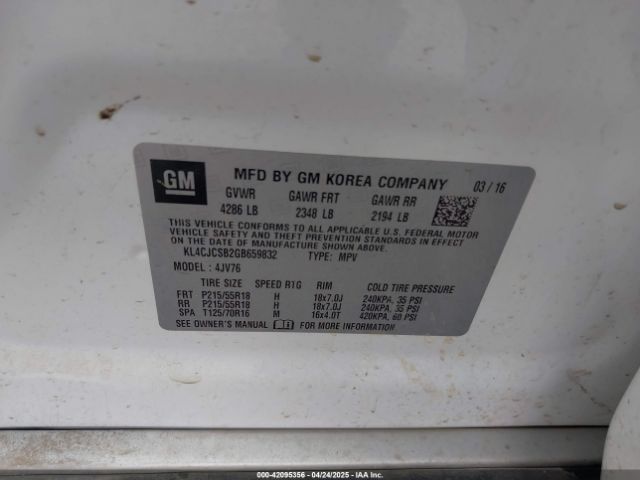 GM MFD BY GM KOREA COMPANY 03/16
GVWR GAWR FRT GAWR RR
4286 LB 2348 LB 2194 LB
THIS VEHICLE CONFORMS TO ALL APPLICABLE U.S. FEDERAL MOTOR
VEHICLE SAFETY, BUMPER, AND THEFT PREVENTION STANDARDS
IN EFFECT ON THE DATE OF MANUFACTURE SHOWN ABOVE.
KL4CJCSB2GB659832 TYPE: MPV
MODEL: 4JV76
TIRE SIZE SPEED RTG RIM COLD TIRE PRESSURE
FRT P215/55R18 H 18x7.0J 240KPA, 35 PSI
RR P215/55R18 H 18x7.0J 240KPA, 35 PSI
SPA T125/70R16 M 16x4.0T 420KPA, 60 PSI
SEE OWNER'S MANUAL FOR MORE INFORMATION
000-42095356 - 04/24/2025 - IAA Inc.